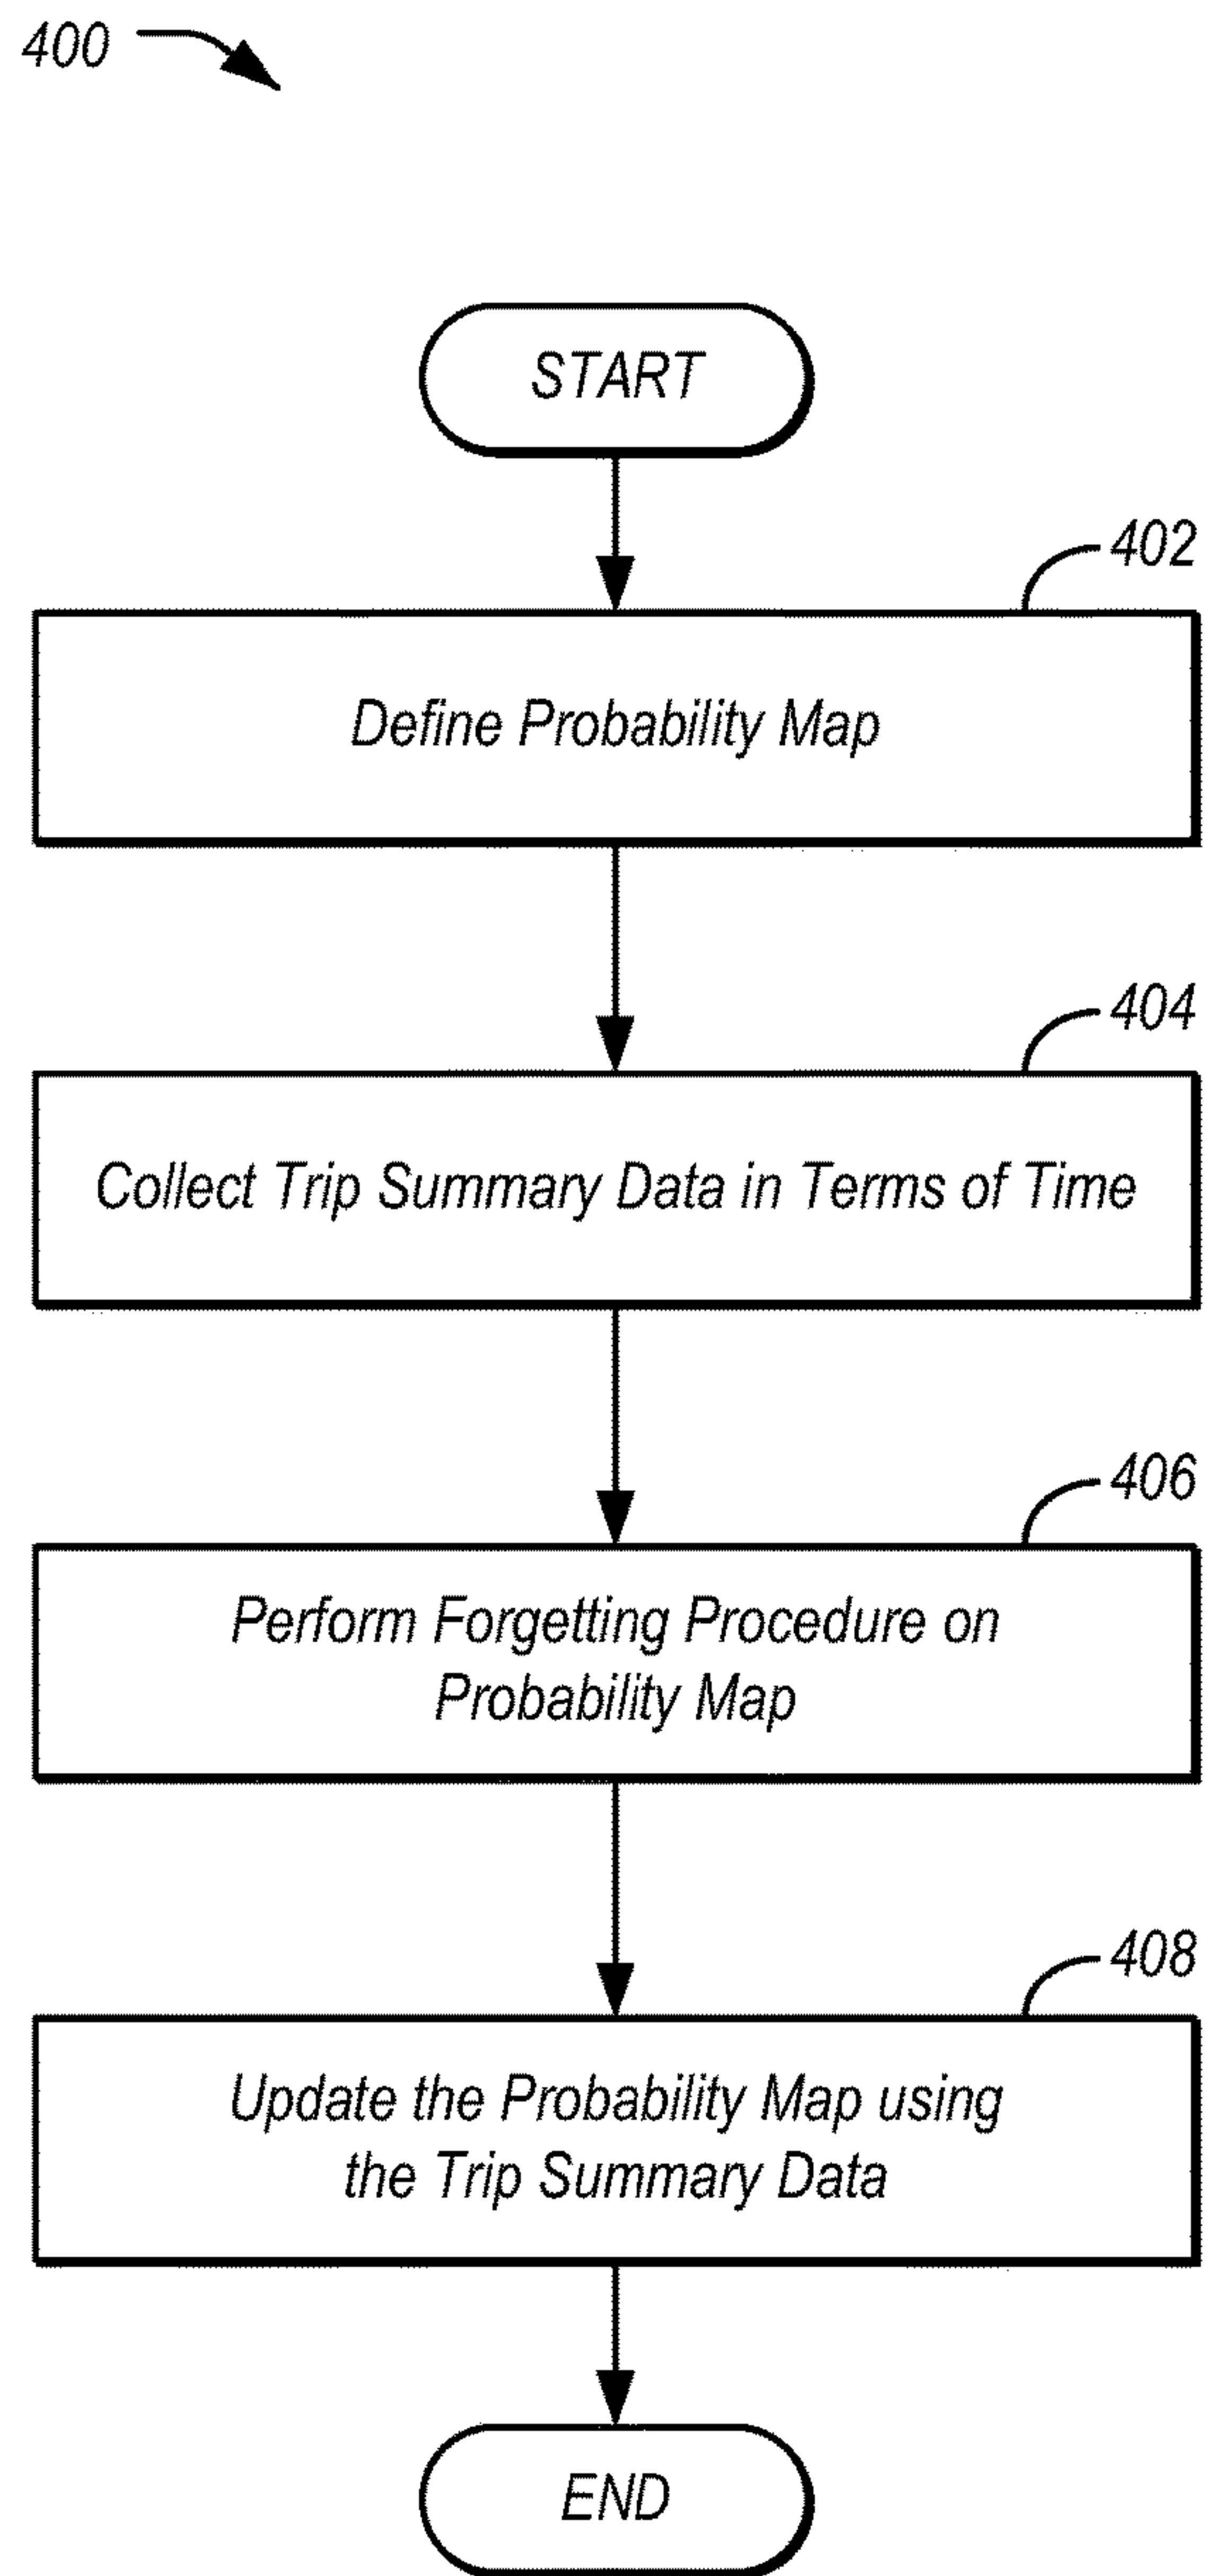 400
START
402
Define Probability Map
404
Collect Trip Summary Data in Terms of Time
406
Perform Forgetting Procedure on
Probability Map
408
Update the Probability Map using
the Trip Summary Data
END